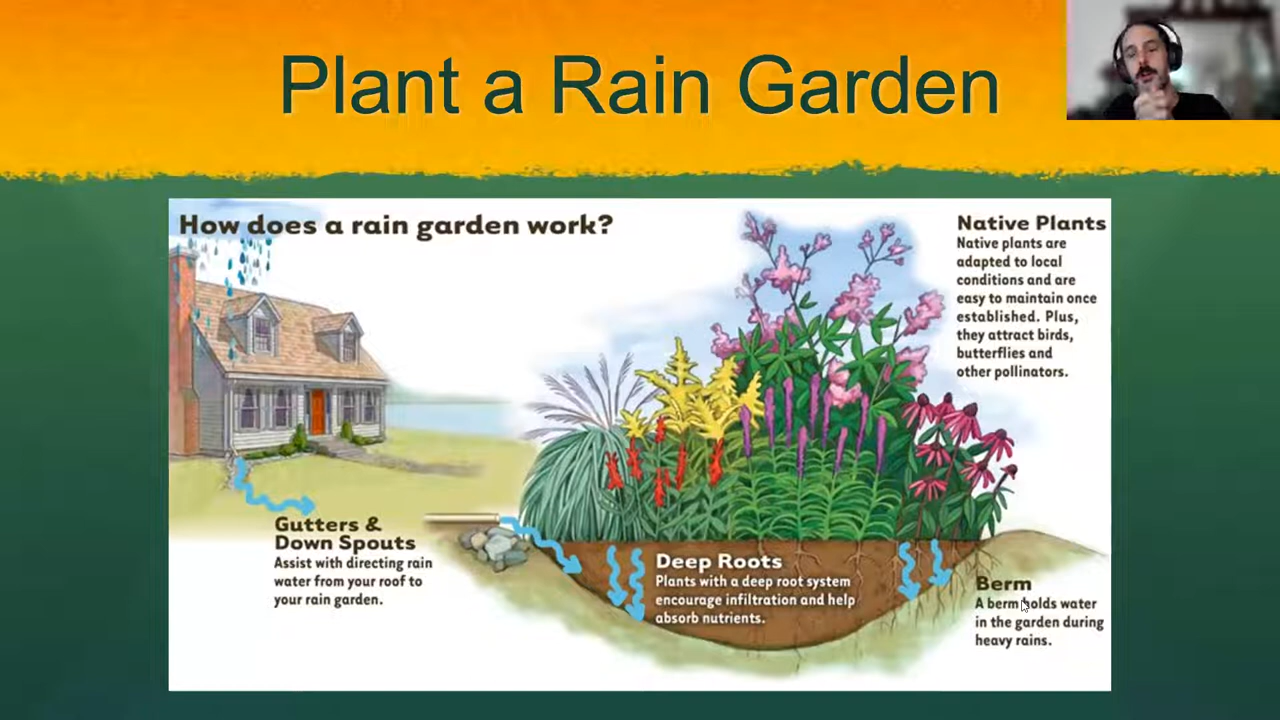 Plant a Rain Garden
How does a rain garden work?
Native Plants
Native plants are
adapted to local
conditions and are
easy to maintain once
established. Plus,
they attract birds,
butterflies and
other pollinators.
Gutters &
Down Spouts
Assist with directing rain
water from your roof to
your rain garden.
Deep Roots
Plants with a deep root system
encourage infiltration and help
absorb nutrients.
Berm
A berm holds water
in the garden during
heavy rains.